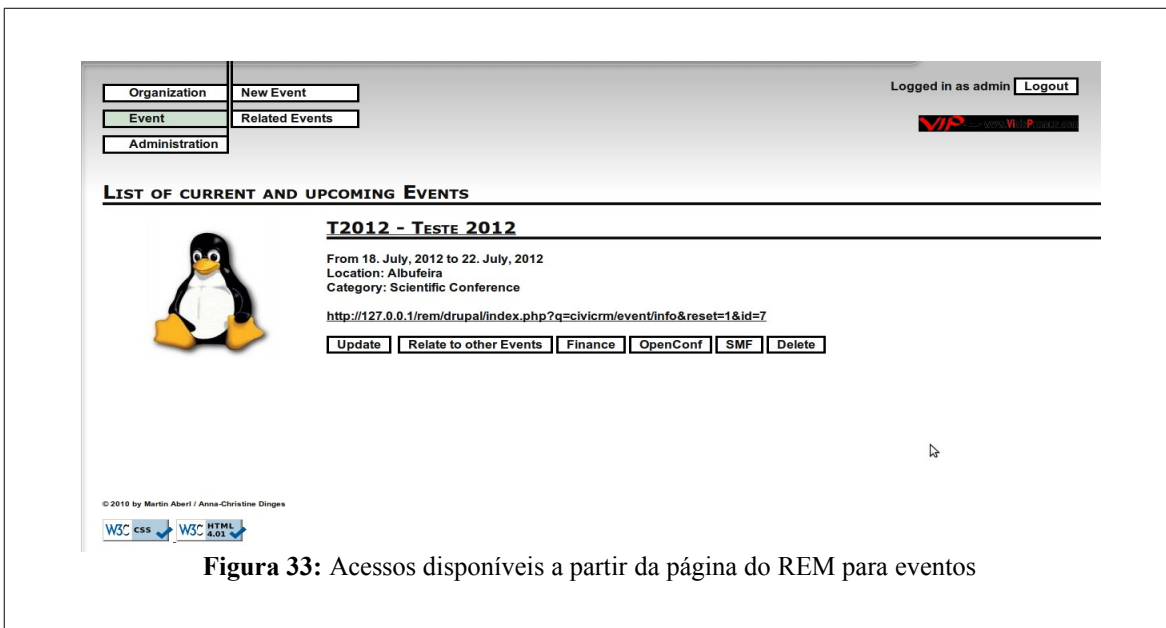 Organization New Event
Event Related Events
Administration
Logged in as admin Logout
VIP
LIST OF CURRENT AND UPCOMING EVENTS
T2012 - TESTE 2012
From 18. July, 2012 to 22. July, 2012
Location: Albufeira
Category: Scientific Conference
http://127.0.0.1/rem/drupal/index.php?q=civicrm/event/info&reset=1&id=7
Update Relate to other Events Finance OpenConf SMF Delete
© 2010 by Martin Aberl / Anna-Christine Dinges
W3C css W3C HTML 4.01
Figura 33: Acessos disponíveis a partir da página do REM para eventos